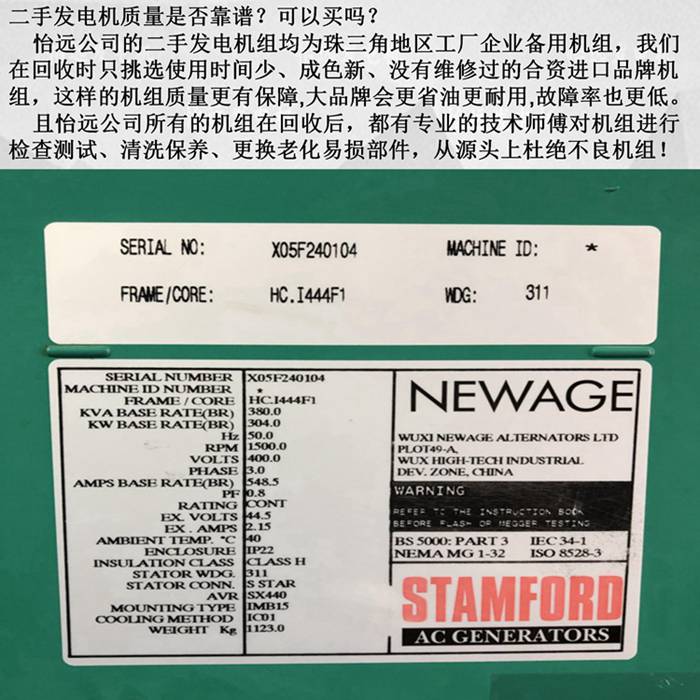 二手发电机质量是否靠谱？可以买吗？
怡远公司的二手发电机组均为珠三角地区工厂企业备用机组，我们
在回收时只挑选使用时间少、成色新、没有维修过的合资进口品牌机
组，这样的机组质量更有保障,大品牌会更省油更耐用,故障率也更低。
且怡远公司所有的机组在回收后，都有专业的技术师傅对机组进行
检查测试、清洗保养、更换老化易损部件，从源头上杜绝不良机组！
SERIAL NO: X05F240104 MACHINE ID: *
FRAME/CORE: HC.I444F1 WDG: 311
SERIAL NUMBER X05F240104
MACHINE ID NUMBER *
FRAME / CORE HC.I444F1
KVA BASE RATE(BR) 380.0
KW BASE RATE(BR) 304.0
Hz 50.0
RPM 1500.0
VOLTS 400.0
PHASE 3.0
AMPS BASE RATE(BR) 548.5
PF 0.8
RATING CONT
EX. VOLTS 44.5
EX . AMPS 2.15
AMBIENT TEMP. °C 40
ENCLOSURE IP22
INSULATION CLASS CLASS H
STATOR WDG. 311
STATOR CONN. S STAR
AVR SX440
MOUNTING TYPE IMB15
COOLING METHOD IC01
WEIGHT Kg 1123.0
NEWAGE
WUXI NEWAGE ALTERNATORS LTD
PLOT49-A,
WUX HIGH-TECH INDUSTRIAL
DEV. ZONE, CHINA
WARNING
REFER TO THE INSTRUCTION BOOK
BEFORE FLASH OR MEGGER TESTING
BS 5000: PART 3 IEC 34-1
NEMA MG 1-32 ISO 8528-3
STAMFORD
AC GENERATORS